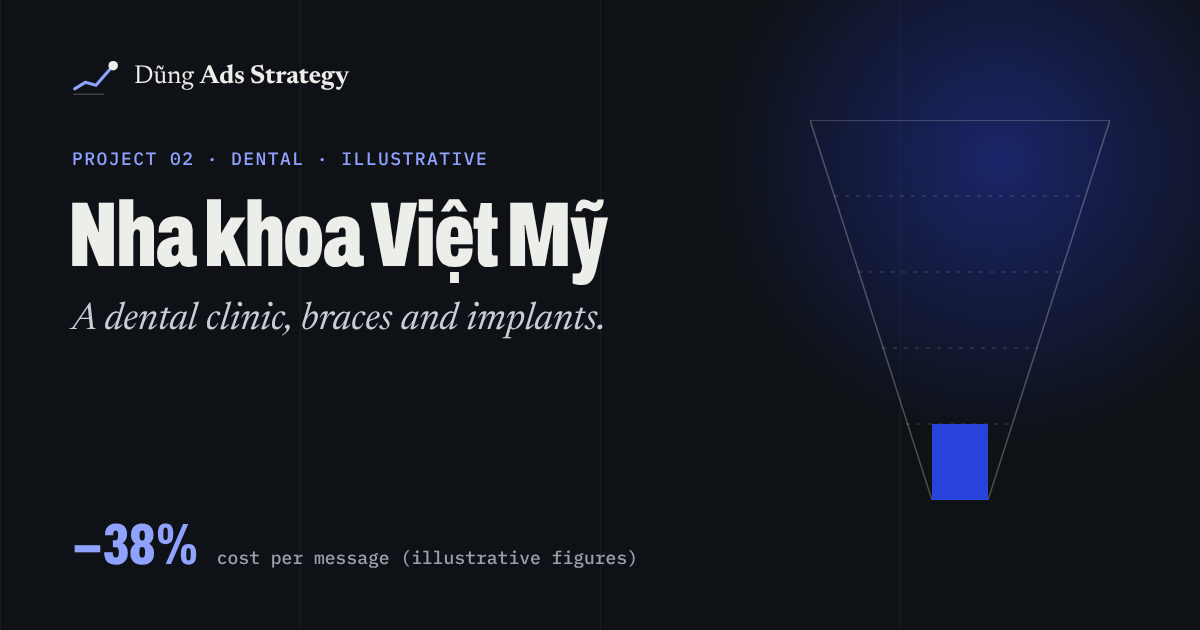 Dũng Ads Strategy
PROJECT 02 · DENTAL · ILLUSTRATIVE
Nha khoa Việt Mỹ
A dental clinic, braces and implants.
–38% cost per message (illustrative figures)